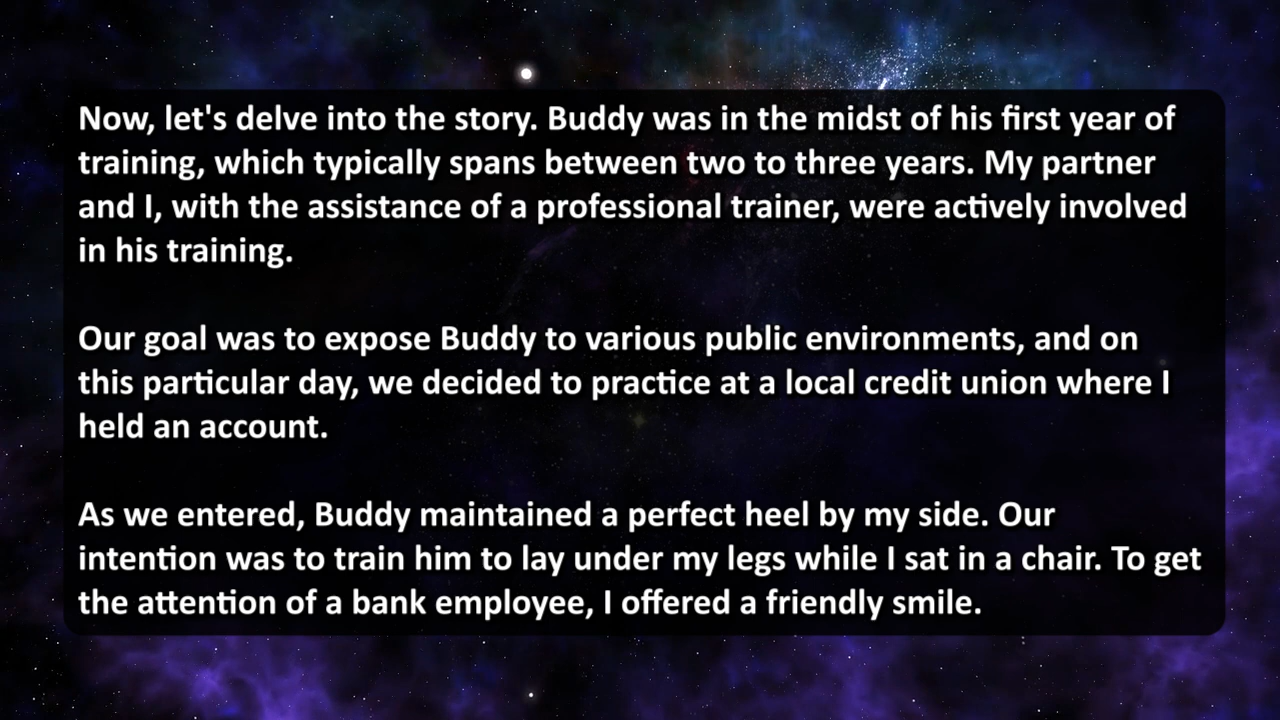 Now, let's delve into the story. Buddy was in the midst of his first year of
training, which typically spans between two to three years. My partner
and I, with the assistance of a professional trainer, were actively involved
in his training.
Our goal was to expose Buddy to various public environments, and on
this particular day, we decided to practice at a local credit union where I
held an account.
As we entered, Buddy maintained a perfect heel by my side. Our
intention was to train him to lay under my legs while I sat in a chair. To get
the attention of a bank employee, I offered a friendly smile.